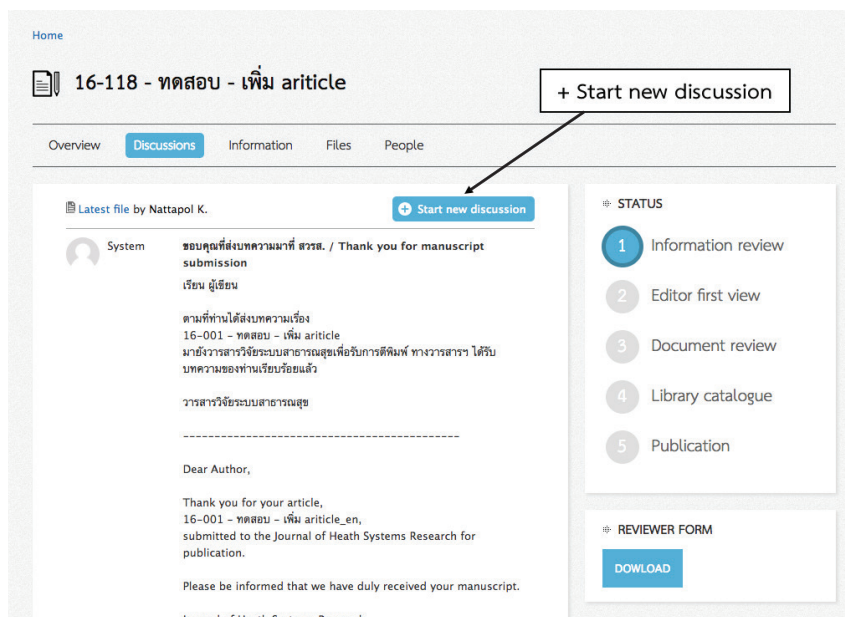 Home
16-118 - ทดสอบ - เพิ่ม ariticle
+ Start new discussion
Overview Discussions Information Files People
Latest file by Nattapol K.
Start new discussion
System
ขอบคุณที่ส่งบทความมาที่ สวรส. / Thank you for manuscript
submission
เรียน ผู้เขียน
ตามที่ท่านได้ส่งบทความเรื่อง
16-001 - ทดสอบ - เพิ่ม ariticle
มายังวารสารวิจัยระบบสาธารณสุขเพื่อรับการตีพิมพ์ ทางวารสารฯ ได้รับ
บทความของท่านเรียบร้อยแล้ว
วารสารวิจัยระบบสาธารณสุข
--------------------------------------------
Dear Author,
Thank you for your article,
16-001 - ทดสอบ - เพิ่ม ariticle_en,
submitted to the Journal of Heath Systems Research for
publication.
Please be informed that we have duly received your manuscript.
STATUS
1 Information review
2 Editor first view
3 Document review
4 Library catalogue
5 Publication
REVIEWER FORM
DOWLOAD